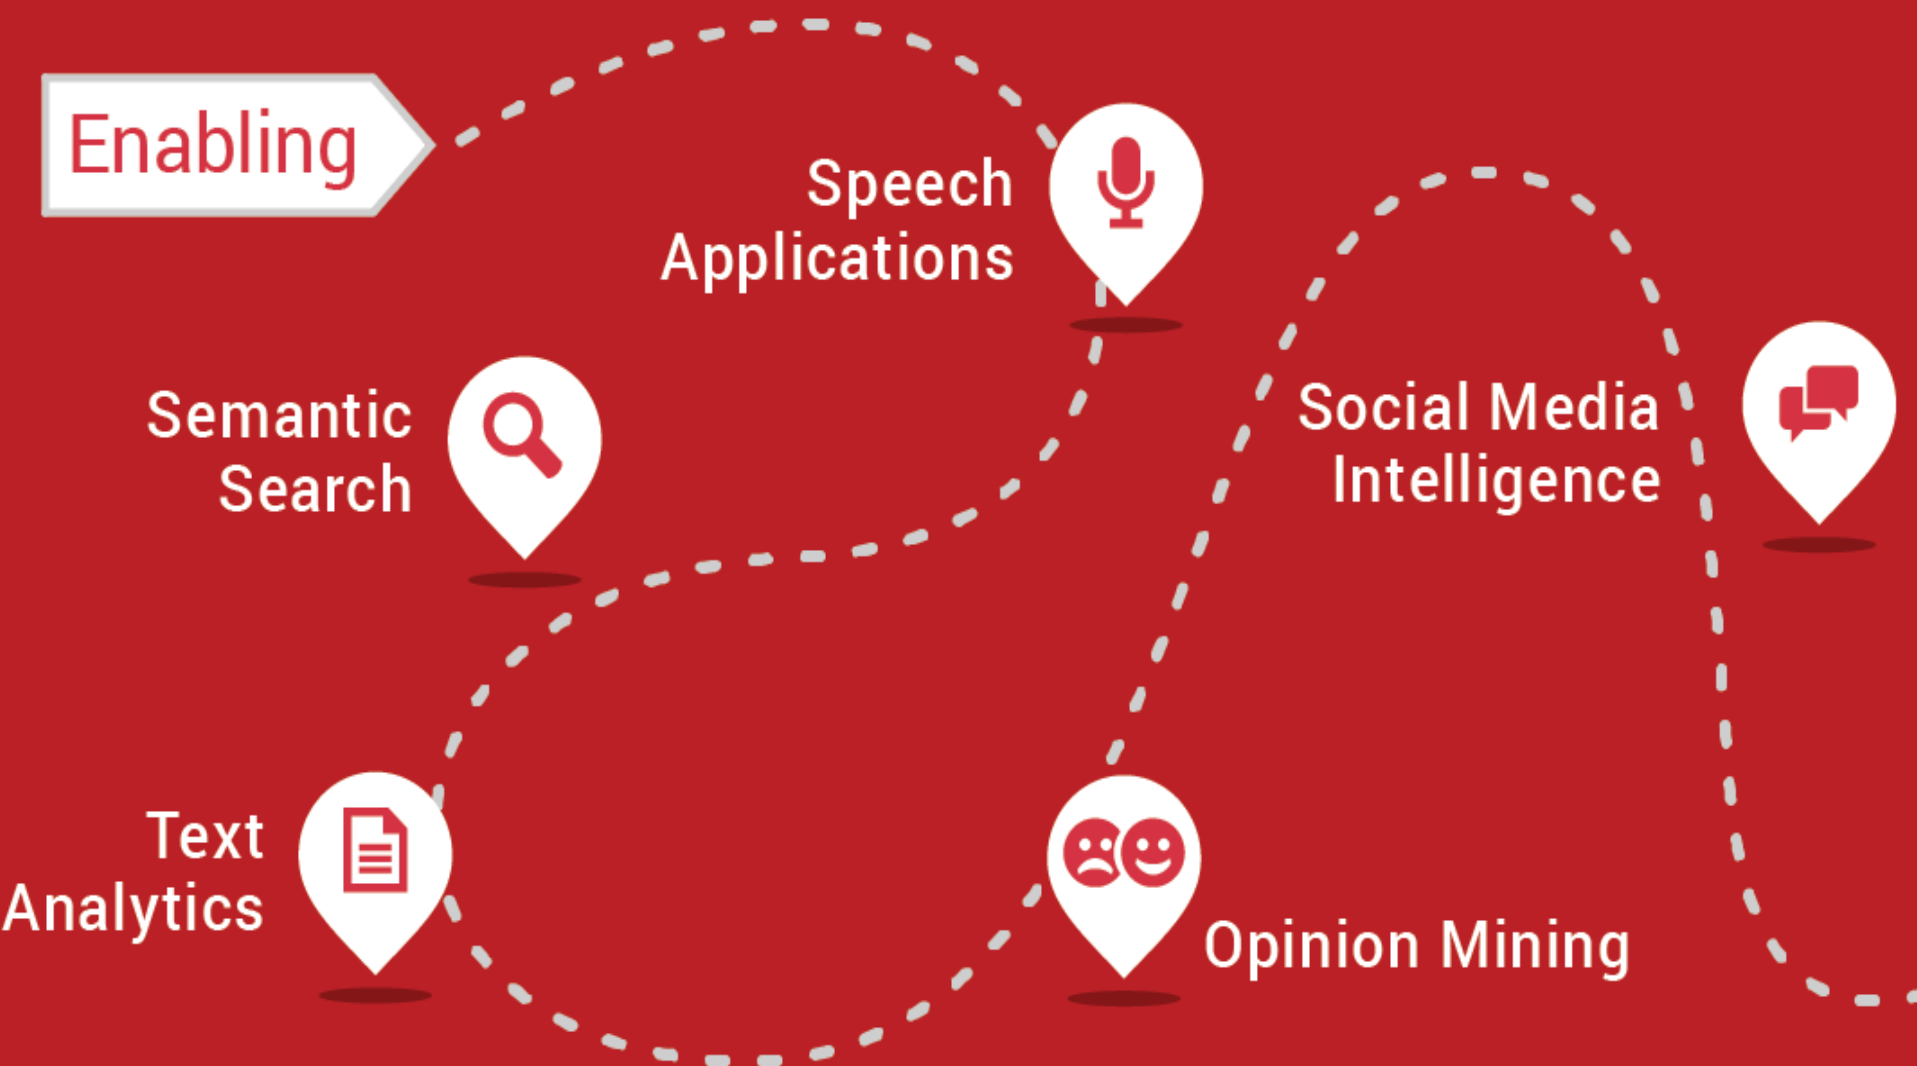 Enabling
Speech
Applications
Semantic
Search
Social Media
Intelligence
Text
Analytics
Opinion Mining